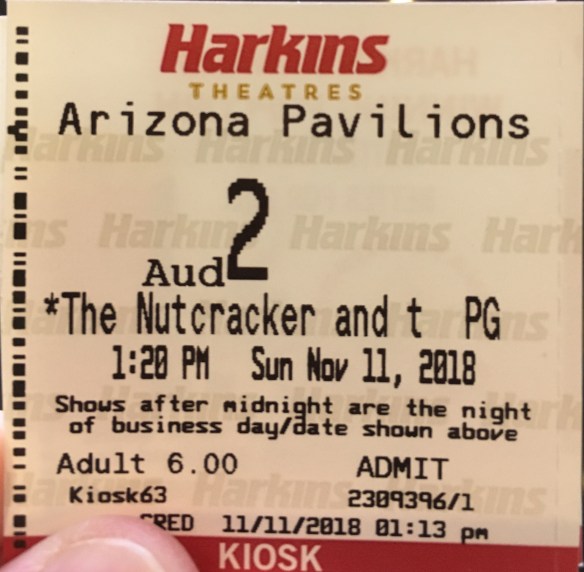 Harkins
THEATRES
Arizona Pavilions
Aud 2
*The Nutcracker and t PG
1:20 PM Sun Nov 11, 2018
Shows after midnight are the night
of business day/date shown above
Adult 6.00 ADMIT
Kiosk63 2309396/1
CRED 11/11/2018 01:13 pm
KIOSK